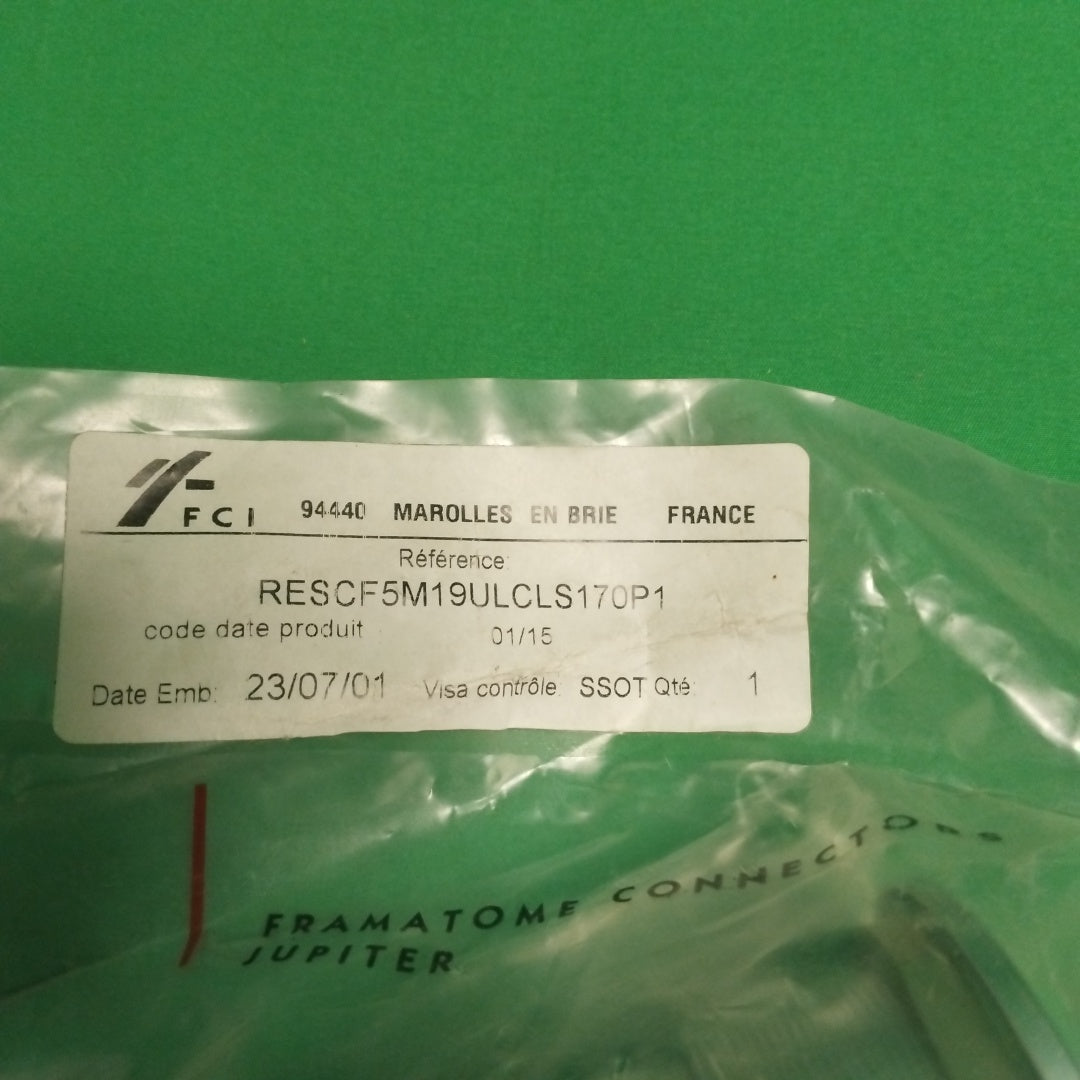 FCI 94440 MAROLLES EN BRIE FRANCE
Référence:
RESCF5M19ULCLS170P1
code date produit 01/15
Date Emb: 23/07/01 Visa contrôle: SSOT Qté: 1
FRAMATOME CONNECTORS
JUPITER